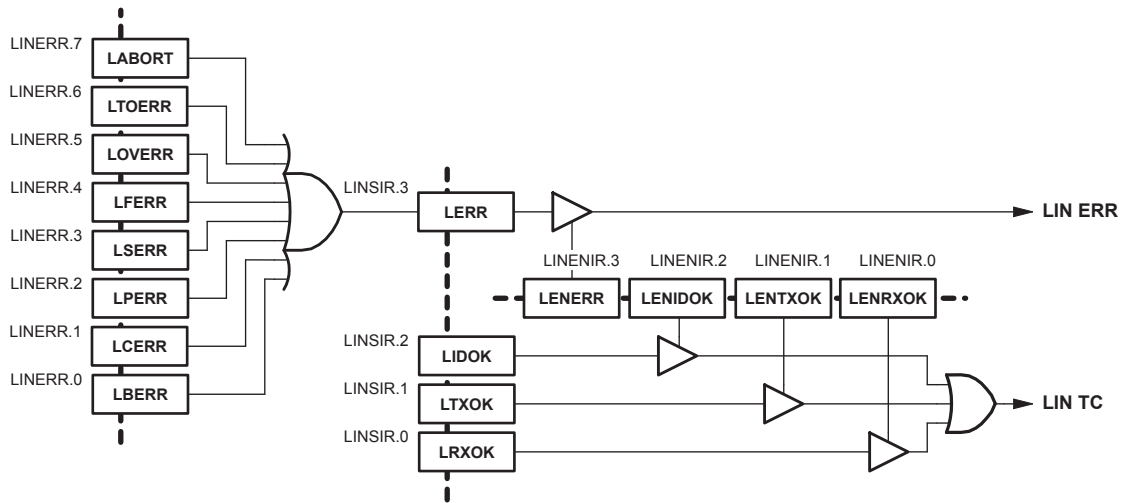 LINERR.7
LABORT
LINERR.6
LTOERR
LINERR.5
LOVERR
LINERR.4
LFERR
LINERR.3
LSERR
LINERR.2
LPERR
LINERR.1
LCERR
LINERR.0
LBERR
LINSIR.3
LERR
LIN ERR
LINENIR.3 LINENIR.2 LINENIR.1 LINENIR.0
LENERR LENIDOK LENTXOK LENRXOK
LINSIR.2
LIDOK
LINSIR.1
LTXOK
LIN TC
LINSIR.0
LRXOK